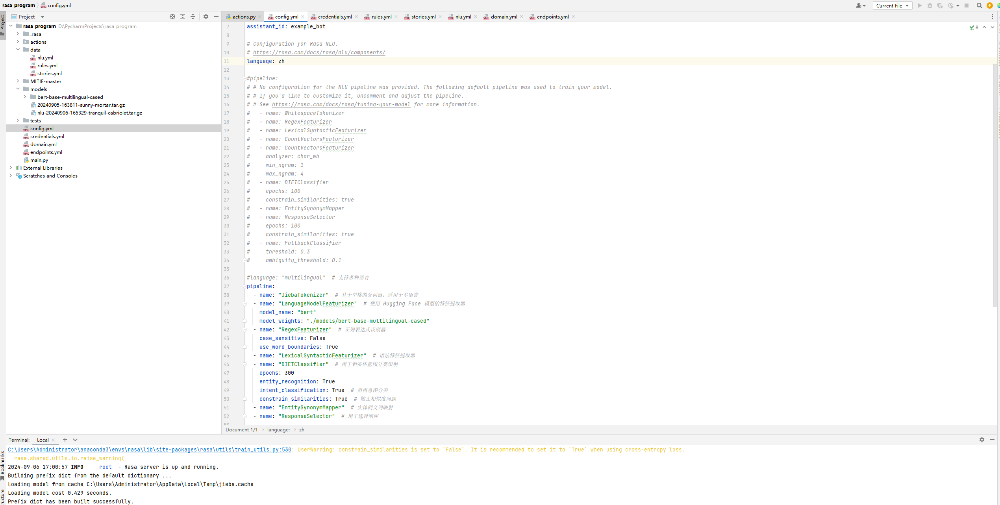 rasa_program
config.yml
Current File
Project
Project
rasa_program D:\PycharmProjects\rasa_program
.rasa
actions
data
nlu.yml
rules.yml
stories.yml
MITIE-master
models
bert-base-multilingual-cased
20240905-163811-sunny-mortar.tar.gz
nlu-20240906-165329-tranquil-cabriolet.tar.gz
tests
config.yml
credentials.yml
domain.yml
endpoints.yml
main.py
External Libraries
Scratches and Consoles
actions.py
config.yml
credentials.yml
rules.yml
stories.yml
nlu.yml
domain.yml
endpoints.yml
8
7 assistant_id: example_bot
8
9 # Configuration for Rasa NLU.
10 # https://rasa.com/docs/rasa/nlu/components/
11 language: zh
12
13 #pipeline:
14 # # No configuration for the NLU pipeline was provided. The following default pipeline was used to train your model.
15 # # If you'd like to customize it, uncomment and adjust the pipeline.
16 # # See https://rasa.com/docs/rasa/tuning-your-model for more information.
17 #   - name: WhitespaceTokenizer
18 #   - name: RegexFeaturizer
19 #   - name: LexicalSyntacticFeaturizer
20 #   - name: CountVectorsFeaturizer
21 #   - name: CountVectorsFeaturizer
22 #     analyzer: char_wb
23 #     min_ngram: 1
24 #     max_ngram: 4
25 #   - name: DIETClassifier
26 #     epochs: 100
27 #     constrain_similarities: true
28 #   - name: EntitySynonymMapper
29 #   - name: ResponseSelector
30 #     epochs: 100
31 #     constrain_similarities: true
32 #   - name: FallbackClassifier
33 #     threshold: 0.3
34 #     ambiguity_threshold: 0.1
35
36 #language: "multilingual"  # 支持多种语言
37 pipeline:
38   - name: "JiebaTokenizer"  # 基于空格的分词器，适用于多语言
39   - name: "LanguageModelFeaturizer"  # 使用 Hugging Face 模型的特征提取器
40     model_name: "bert"
41     model_weights: "./models/bert-base-multilingual-cased"
42   - name: "RegexFeaturizer"  # 正则表达式识别器
43     case_sensitive: False
44     use_word_boundaries: True
45   - name: "LexicalSyntacticFeaturizer"  # 语法特征提取器
46   - name: "DIETClassifier"  # 用于和实体意图分类识别
47     epochs: 300
48     entity_recognition: True
49     intent_classification: True  # 启用意图分类
50     constrain_similarities: True  # 防止相似度问题
51   - name: "EntitySynonymMapper"  # 实体同义词映射
52   - name: "ResponseSelector"  # 用于选择响应
53
Document 1/1
language:
zh
Terminal:
Local
C:\Users\Administrator\anaconda3\envs\rasa\lib\site-packages\rasa\utils\train_utils.py:530: UserWarning: constrain_similarities is set to `False`. It is recommended to set it to `True` when using cross-entropy loss.
rasa.shared.utils.io.raise_warning(
2024-09-06 17:00:57 INFO     root  - Rasa server is up and running.
Building prefix dict from the default dictionary ...
Loading model from cache C:\Users\Administrator\AppData\Local\Temp\jieba.cache
Loading model cost 0.429 seconds.
Prefix dict has been built successfully.
Bookmarks